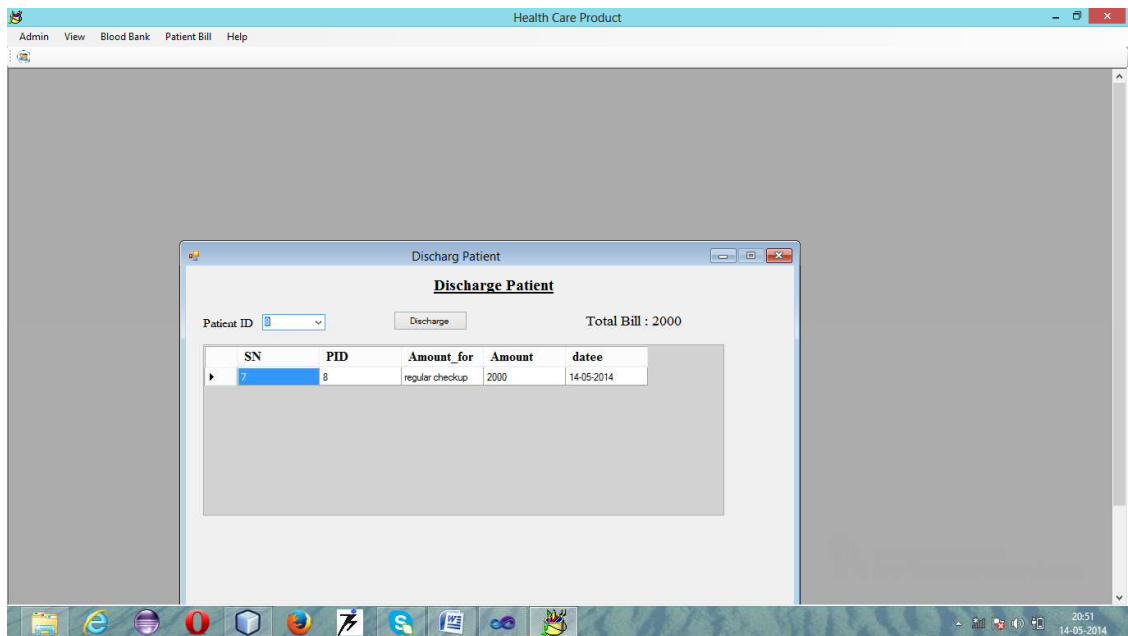 Health Care Product
Admin View Blood Bank Patient Bill Help
Discharg Patient
Discharge Patient
Patient ID 8 Discharge Total Bill : 2000
SN PID Amount_for Amount datee
7 8 regular checkup 2000 14-05-2014
20:51
14-05-2014